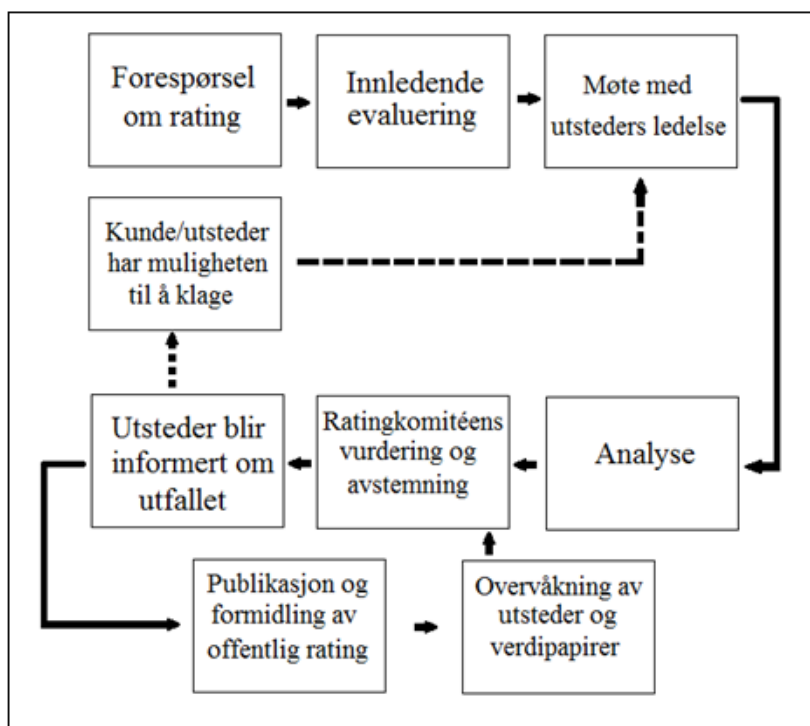 Forespørsel
om rating
Innledende
evaluering
Møte med
utsteders ledelse
Kunde/utsteder
har muligheten
til å klage
Utsteder blir
informert om
utfallet
Ratingkomitéens
vurdering og
avstemning
Analyse
Publikasjon og
formidling av
offentlig rating
Overvåkning av
utsteder og
verdipapirer